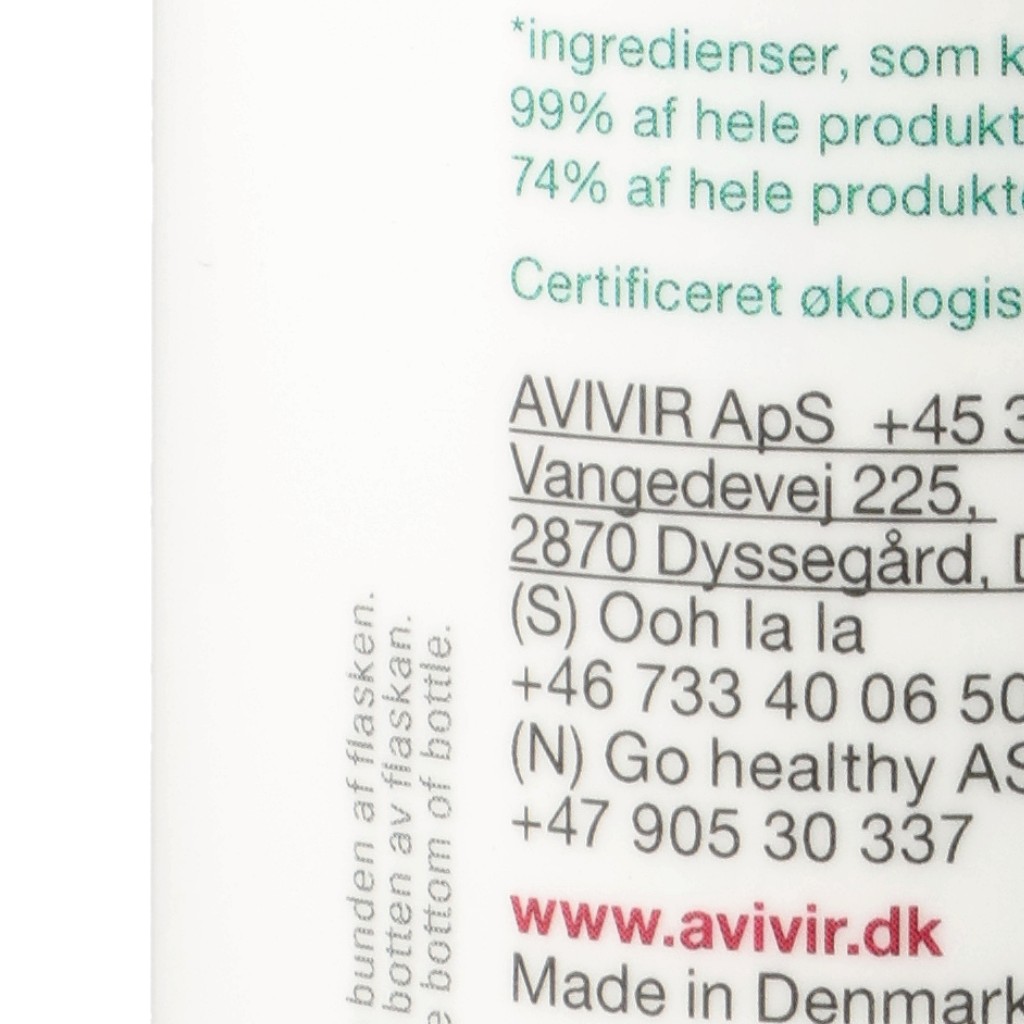 *ingredienser, som k
99% af hele produkt
74% af hele produkt
Certificeret økologis
AVIVIR ApS +45 3
Vangedevej 225,
2870 Dyssegård, D
(S) Ooh la la
+46 733 40 06 50
(N) Go healthy AS
+47 905 30 337
www.avivir.dk
Made in Denmark
bunden af flasken.
botten av flaskan.
e bottom of bottle.